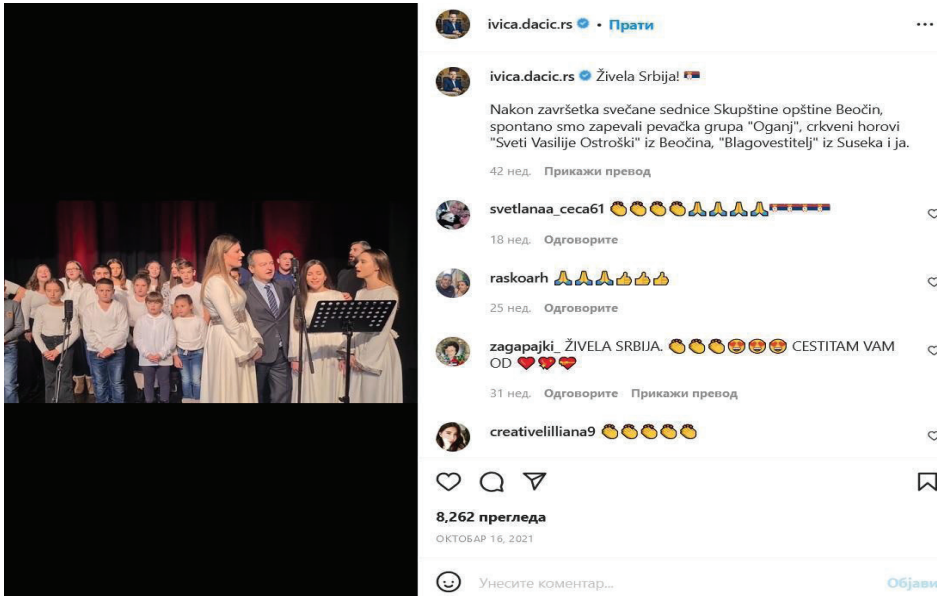 ivica.dacic.rs • Прати
ivica.dacic.rs Živela Srbija! 🇷🇸
Nakon završetka svečane sednice Skupštine opštine Beočin,
spontano smo zapevali pevačka grupa "Oganj", crkveni horovi
"Sveti Vasilije Ostroški" iz Beočina, "Blagovestitelj" iz Suseka i ja.
42 нед. Прикажи превод
svetlanaa_ceca61 👏👏👏👏🙏🙏🙏🙏🇷🇸🇷🇸🇷🇸🇷🇸
18 нед. Одговорите
raskoarh 🙏🙏🙏👍👍👍
25 нед. Одговорите
zagapajki_ ŽIVELA SRBIJA. 👏👏👏😍😍😍 CESTITAM VAM
OD ❤️💘💝
31 нед. Одговорите Прикажи превод
creativelilliana9 👏👏👏👏👏
8,262 прегледа
ОКТОБАР 16, 2021
Унесите коментар...
Објави